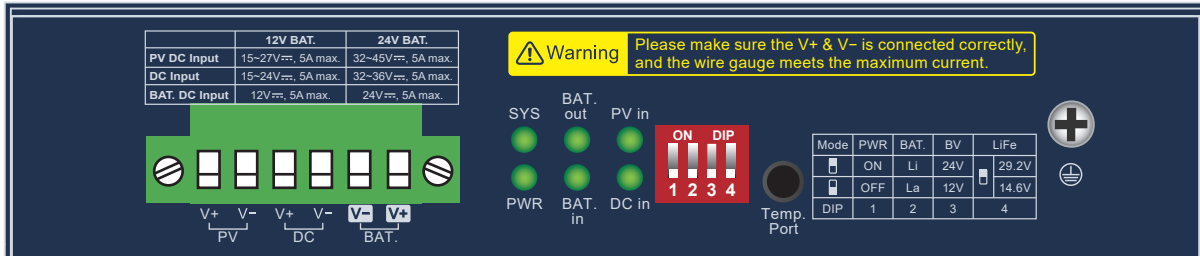 12V BAT. 24V BAT.
PV DC Input 15~27V⎓, 5A max. 32~45V⎓, 5A max.
DC Input 15~24V⎓, 5A max. 32~36V⎓, 5A max.
BAT. DC Input 12V⎓, 5A max. 24V⎓, 5A max.
Warning
Please make sure the V+ & V− is connected correctly,
and the wire gauge meets the maximum current.
SYS
BAT.
out
PV in
PWR
BAT.
in
DC in
ON DIP
1 2 3 4
Temp.
Port
Mode PWR BAT. BV LiFe
ON Li 24V 29.2V
OFF La 12V 14.6V
DIP 1 2 3 4
V+ V− V+ V− V− V+
PV DC BAT.